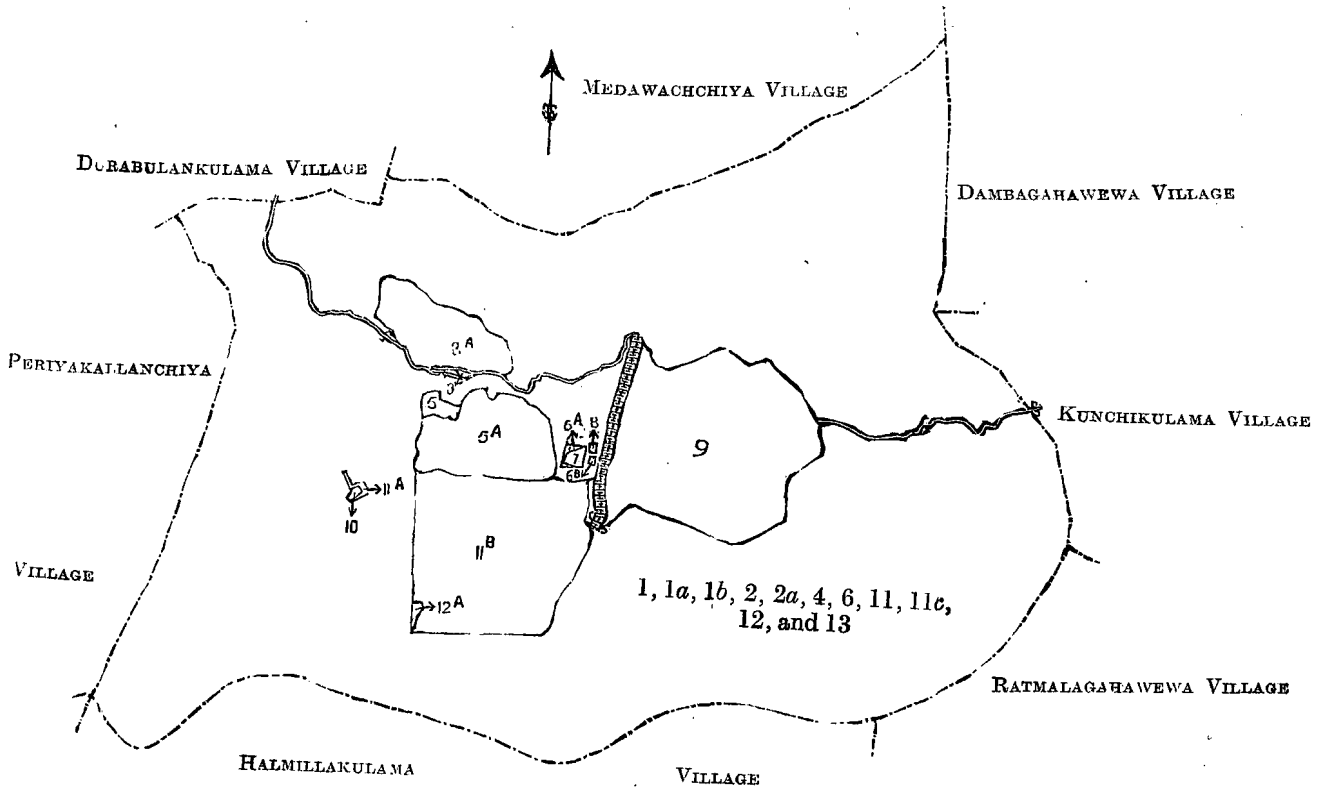 MEDAWACHCHIYA VILLAGE
DORABULANKULAMA VILLAGE
DAMBAGAHAWEWA VILLAGE
PERIYAKALLANCHIYA
VILLAGE
KUNCHIKULAMA VILLAGE
3A
5
5A
6A
8
7
6B
9
11A
10
11B
12A
1, 1a, 1b, 2, 2a, 4, 6, 11, 11c,
12, and 13
RATMALAGAHAWEWA VILLAGE
HALMILLAKULAMA VILLAGE